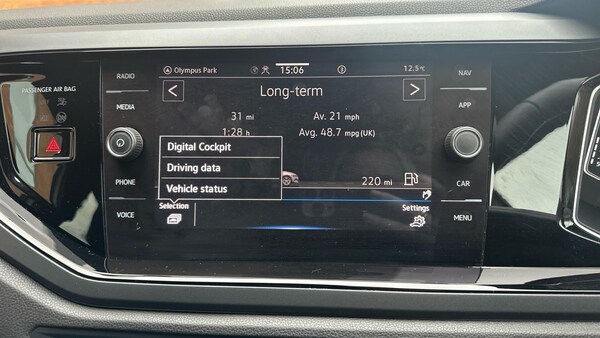 PASSENGER AIR BAG
RADIO
MEDIA
PHONE
VOICE
Olympus Park
15:06
3
12.5°C
<
Long-term
>
31 mi
Av. 21 mph
1:28 h
Avg. 48.7 mpg (UK)
Digital Cockpit
Driving data
Vehicle status
220 mi
Selection
Settings
NAV
APP
CAR
MENU